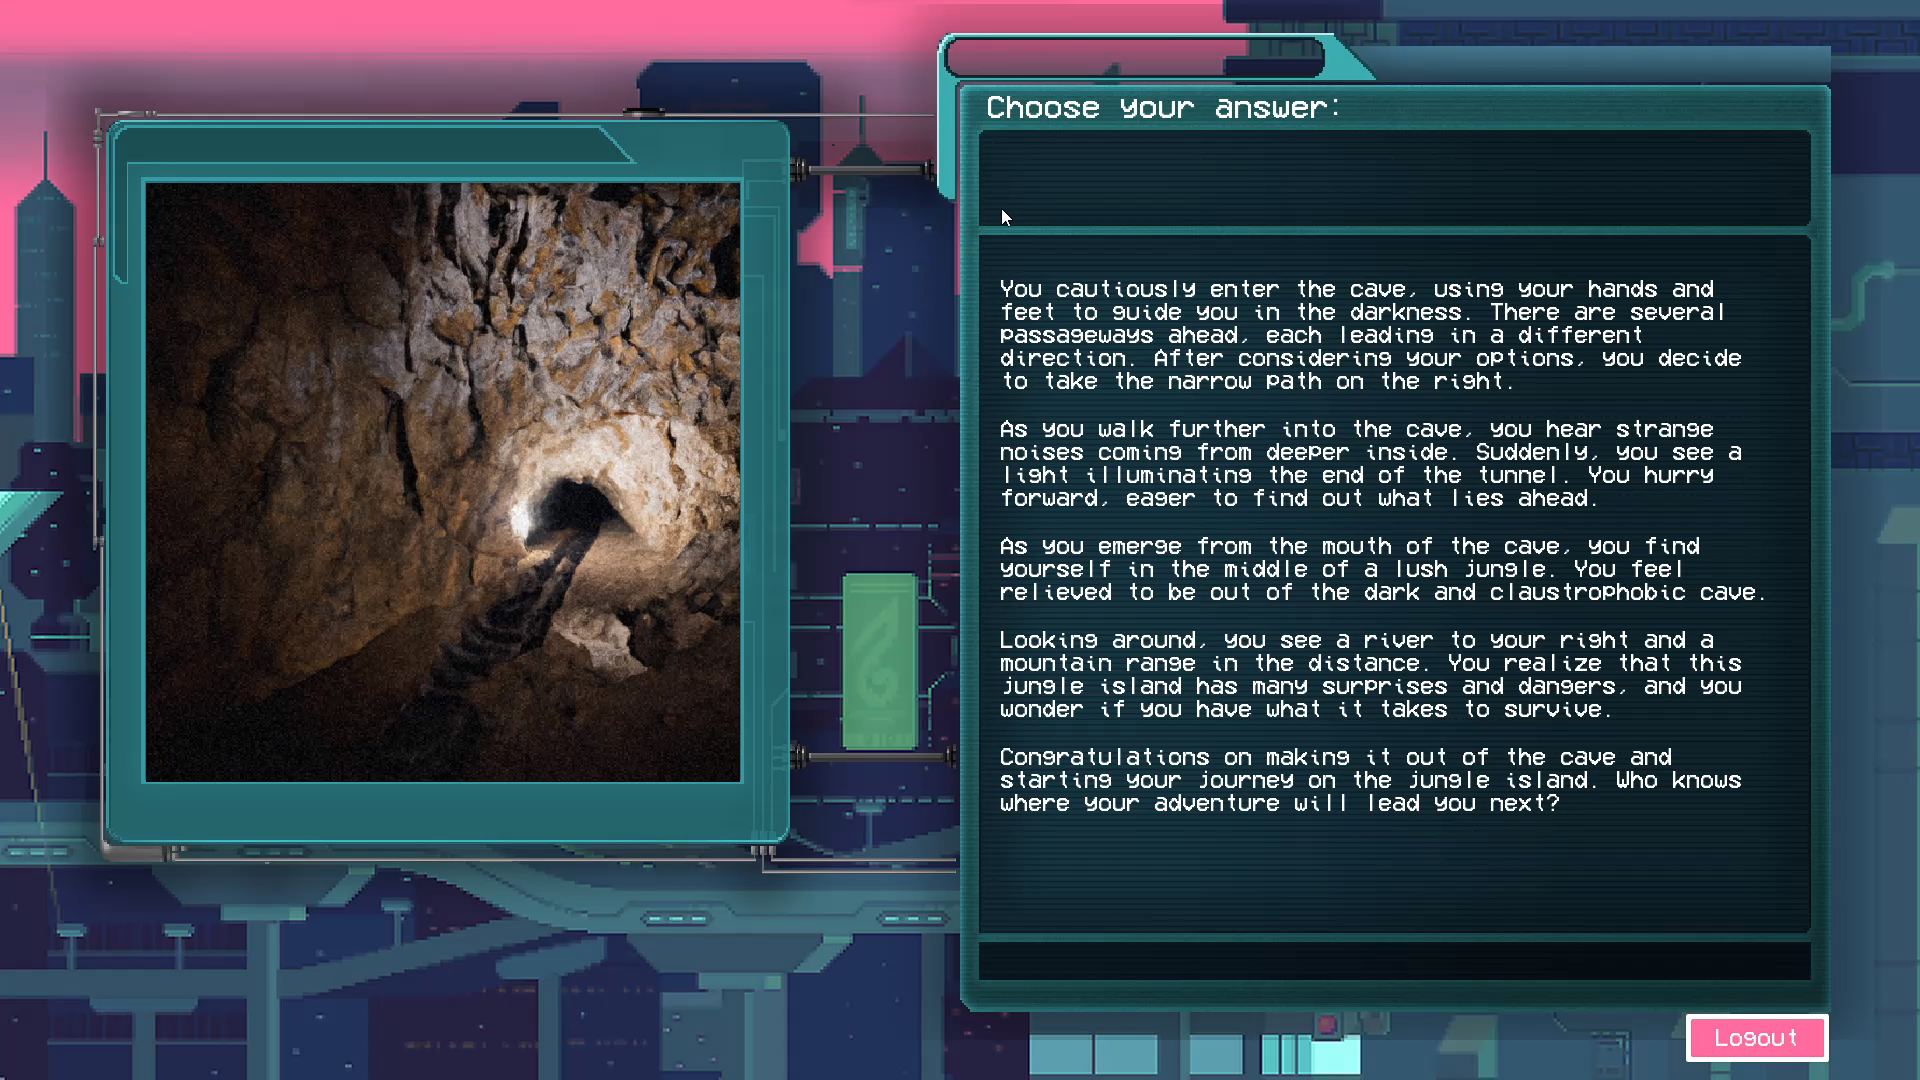 Choose your answer:
You cautiously enter the cave, using your hands and
feet to guide you in the darkness. There are several
passageways ahead, each leading in a different
direction. After considering your options, you decide
to take the narrow path on the right.
As you walk further into the cave, you hear strange
noises coming from deeper inside. Suddenly, you see a
light illuminating the end of the tunnel. You hurry
forward, eager to find out what lies ahead.
As you emerge from the mouth of the cave, you find
yourself in the middle of a lush jungle. You feel
relieved to be out of the dark and claustrophobic cave.
Looking around, you see a river to your right and a
mountain range in the distance. You realize that this
jungle island has many surprises and dangers, and you
wonder if you have what it takes to survive.
Congratulations on making it out of the cave and
starting your journey on the jungle island. Who knows
where your adventure will lead you next?
Logout